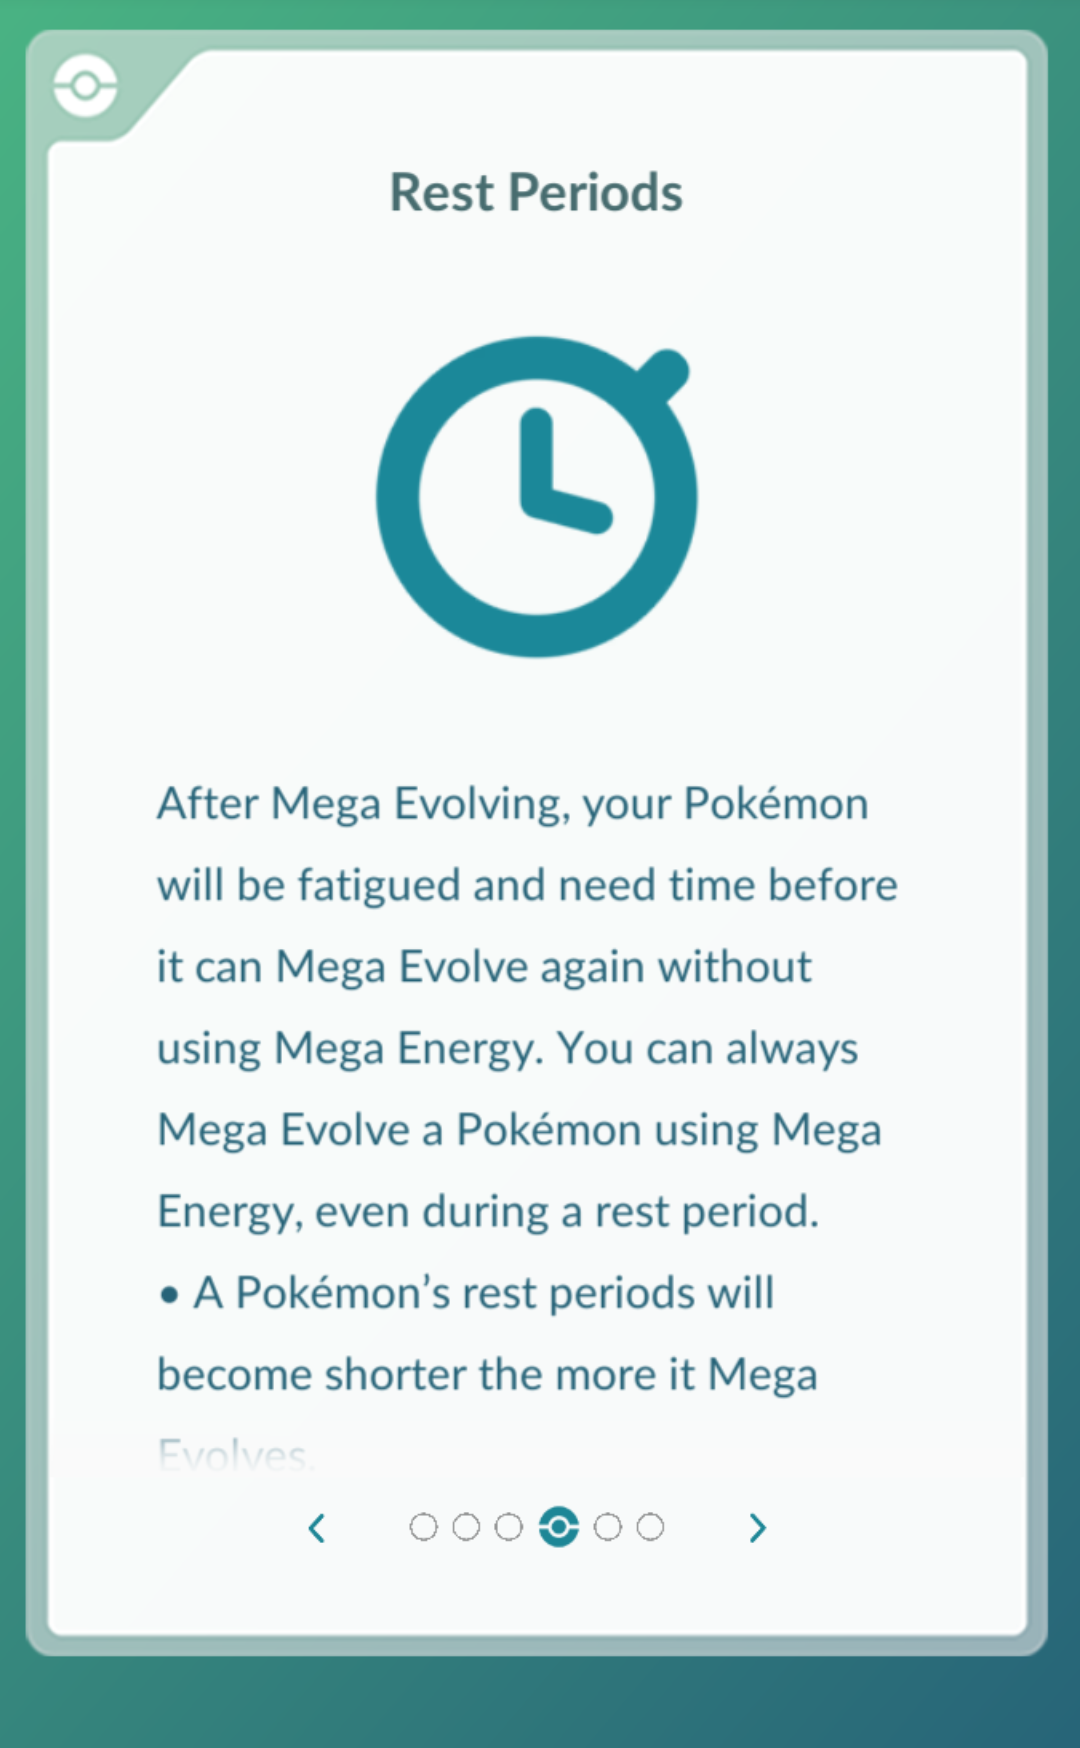 Rest Periods
After Mega Evolving, your Pokémon
will be fatigued and need time before
it can Mega Evolve again without
using Mega Energy. You can always
Mega Evolve a Pokémon using Mega
Energy, even during a rest period.
• A Pokémon’s rest periods will
become shorter the more it Mega
Evolves.